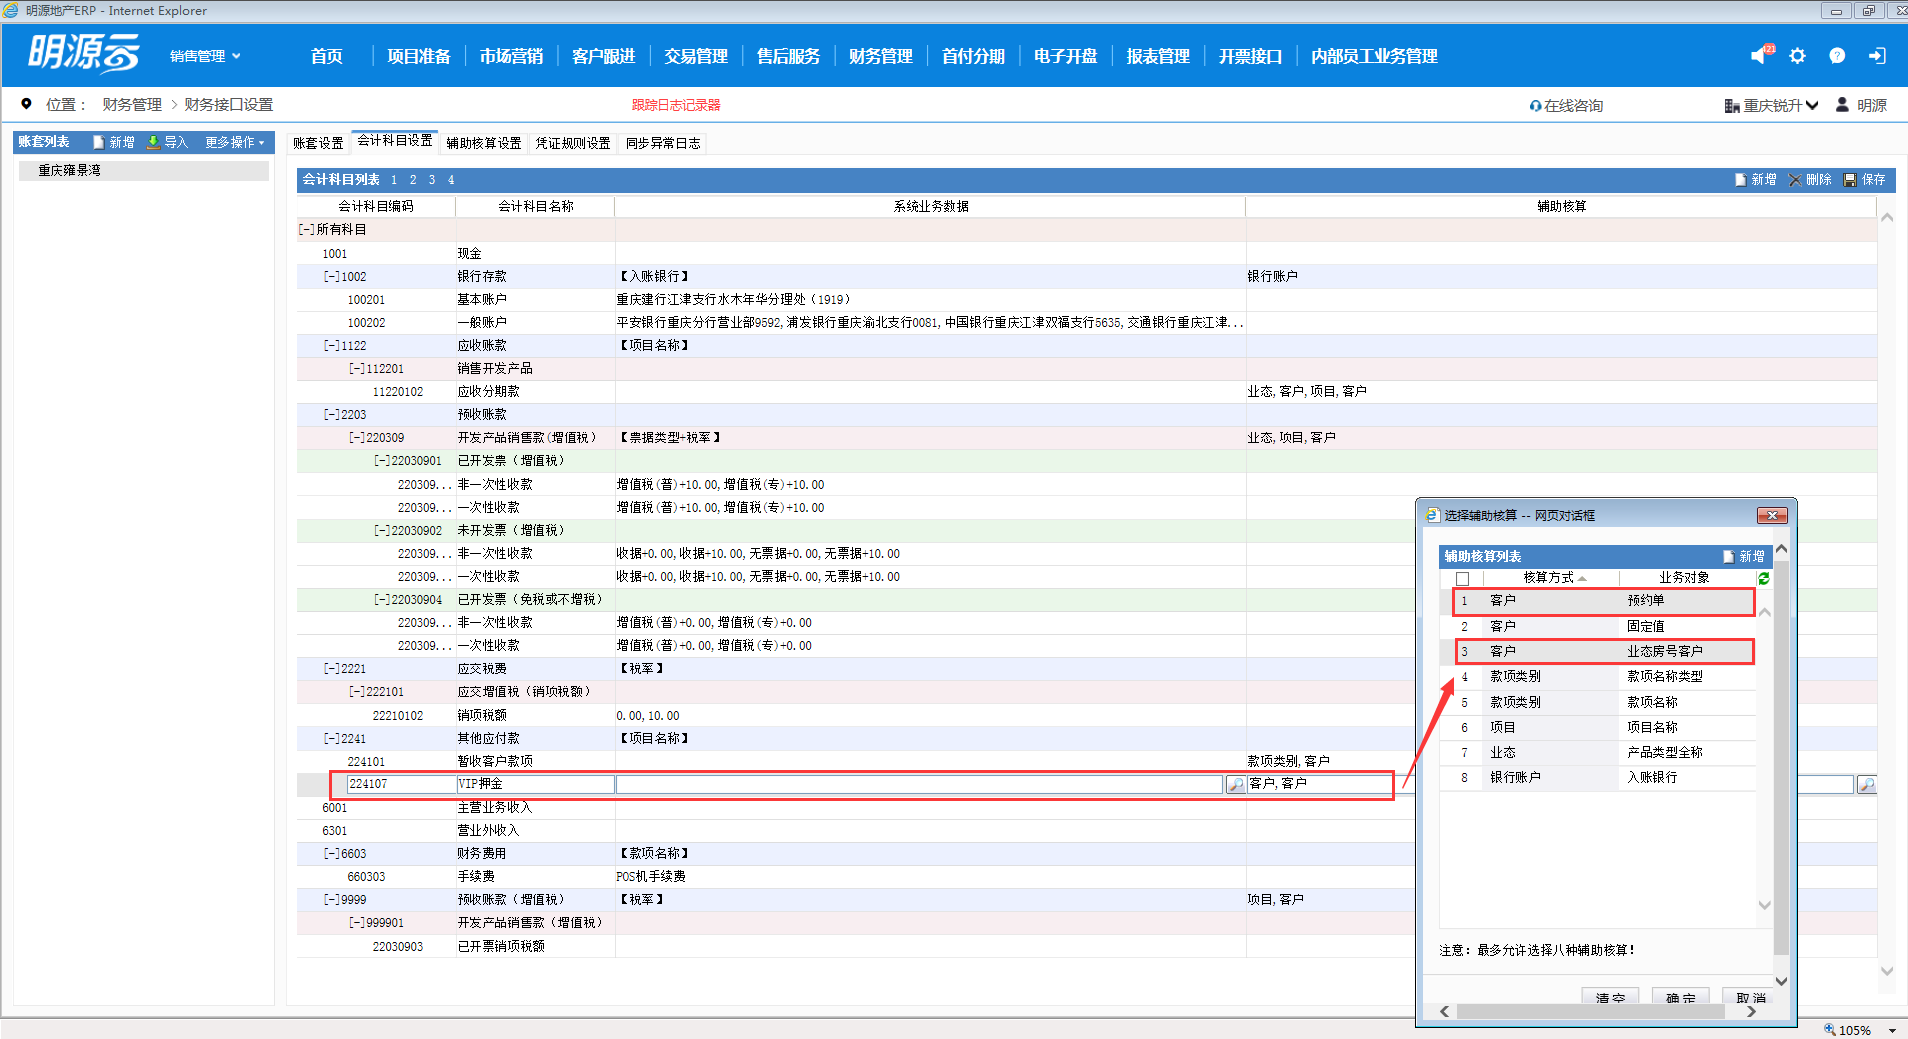 明源地产ERP - Internet Explorer
明源云 销售管理 首页 项目准备 市场营销 客户跟进 交易管理 售后服务 财务管理 首付分期 电子开盘 报表管理 开票接口 内部员工业务管理 121
位置： 财务管理 > 财务接口设置 跟踪日志记录器 在线咨询 重庆锐升 明源
账套列表 新增 导入 更多操作
重庆雍景湾
账套设置 会计科目设置 辅助核算设置 凭证规则设置 同步异常日志
会计科目列表 1 2 3 4 新增 删除 保存
会计科目编码 会计科目名称 系统业务数据 辅助核算
[-]所有科目
1001 现金
[-]1002 银行存款 【入账银行】 银行账户
100201 基本账户 重庆建行江津支行水木年华分理处（1919）
100202 一般账户 平安银行重庆分行营业部9592,浦发银行重庆渝北支行0081,中国银行重庆江津双福支行5635,交通银行重庆江津...
[-]1122 应收账款 【项目名称】
[-]112201 销售开发产品
11220102 应收分期款 业态,客户,项目,客户
[-]2203 预收账款
[-]220309 开发产品销售款(增值税） 【票据类型+税率】 业态,项目,客户
[-]22030901 已开发票（增值税）
220309... 非一次性收款 增值税(普)+10.00,增值税(专)+10.00
220309... 一次性收款 增值税(普)+10.00,增值税(专)+10.00
[-]22030902 未开发票（增值税）
220309... 非一次性收款 收据+0.00,收据+10.00,无票据+0.00,无票据+10.00
220309... 一次性收款 收据+0.00,收据+10.00,无票据+0.00,无票据+10.00
[-]22030904 已开发票（免税或不增税）
220309... 非一次性收款 增值税(普)+0.00,增值税(专)+0.00
220309... 一次性收款 增值税(普)+0.00,增值税(专)+0.00
[-]2221 应交税费 【税率】
[-]222101 应交增值税（销项税额）
22210102 销项税额 0.00,10.00
[-]2241 其他应付款 【项目名称】
224101 暂收客户款项 款项类别,客户
224107 VIP押金 客户,客户
6001 主营业务收入
6301 营业外收入
[-]6603 财务费用 【款项名称】
660303 手续费 POS机手续费
[-]9999 预收账款（增值税） 【税率】 项目,客户
[-]999901 开发产品销售款（增值税）
22030903 已开票销项税额
选择辅助核算 -- 网页对话框
辅助核算列表 新增
核算方式 业务对象
1 客户 预约单
2 客户 固定值
3 客户 业态房号客户
4 款项类别 款项名称类型
5 款项类别 款项名称
6 项目 项目名称
7 业态 产品类型全称
8 银行账户 入账银行
注意：最多允许选择八种辅助核算！
清空 确定 取消
105%